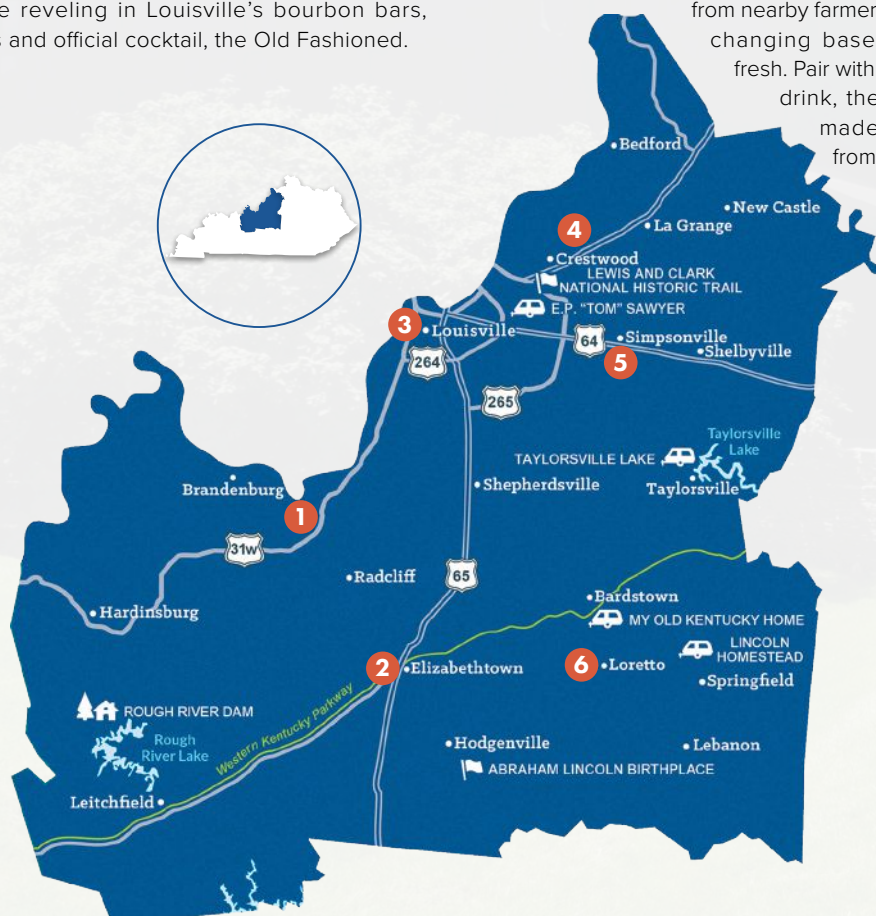 e reveling in Louisville's bourbon bars,
s and official cocktail, the Old Fashioned.
from nearby farmer
changing base
fresh. Pair with
drink, the
made
from
Bedford
New Castle
La Grange
4
Crestwood
LEWIS AND CLARK
NATIONAL HISTORIC TRAIL
E.P. "TOM" SAWYER
3
Louisville
64
Simpsonville
Shelbyville
5
264
265
Taylorsville
Lake
TAYLORSVILLE LAKE
Taylorsville
Shepherdsville
Brandenburg
1
31W
Radcliff
65
Hardinsburg
Bardstown
MY OLD KENTUCKY HOME
LINCOLN
HOMESTEAD
2
Elizabethtown
6
Loretto
Springfield
ROUGH RIVER DAM
Western Kentucky Parkway
Rough
River Lake
Hodgenville
Lebanon
ABRAHAM LINCOLN BIRTHPLACE
Leitchfield